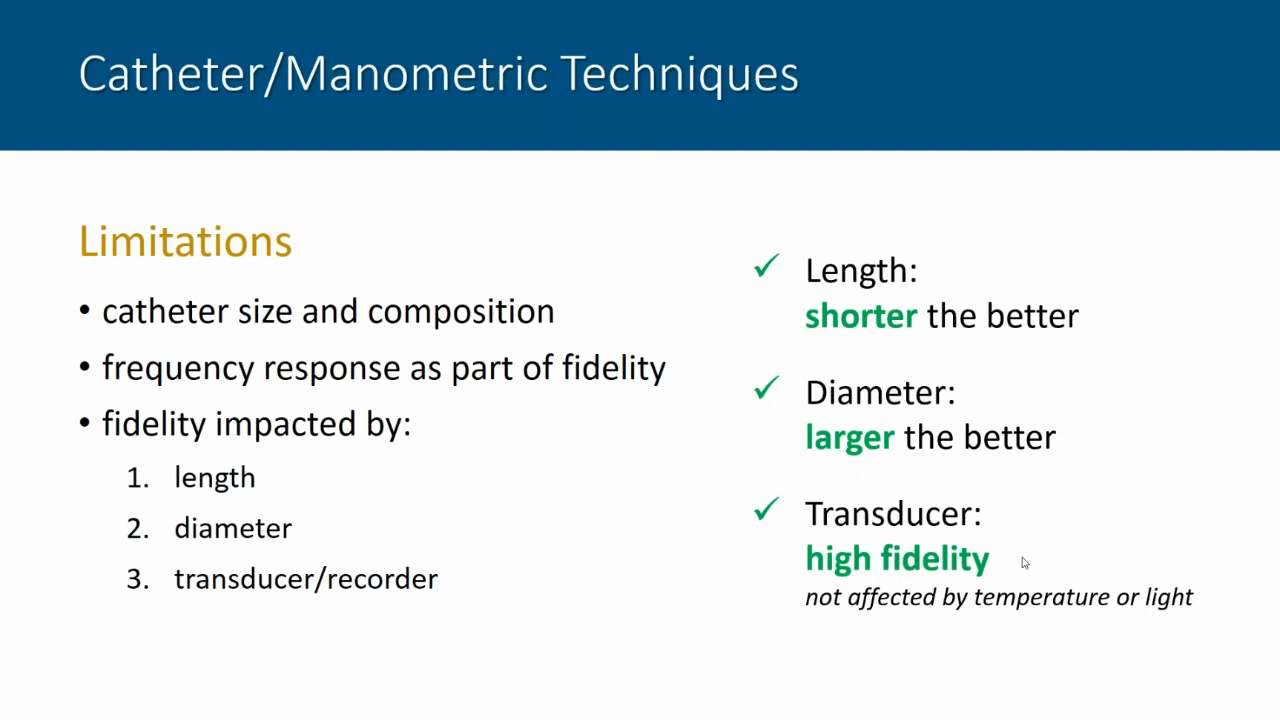 Catheter/Manometric Techniques
Limitations
• catheter size and composition
• frequency response as part of fidelity
• fidelity impacted by:
1. length
2. diameter
3. transducer/recorder
✓ Length:
shorter the better
✓ Diameter:
larger the better
✓ Transducer:
high fidelity
not affected by temperature or light